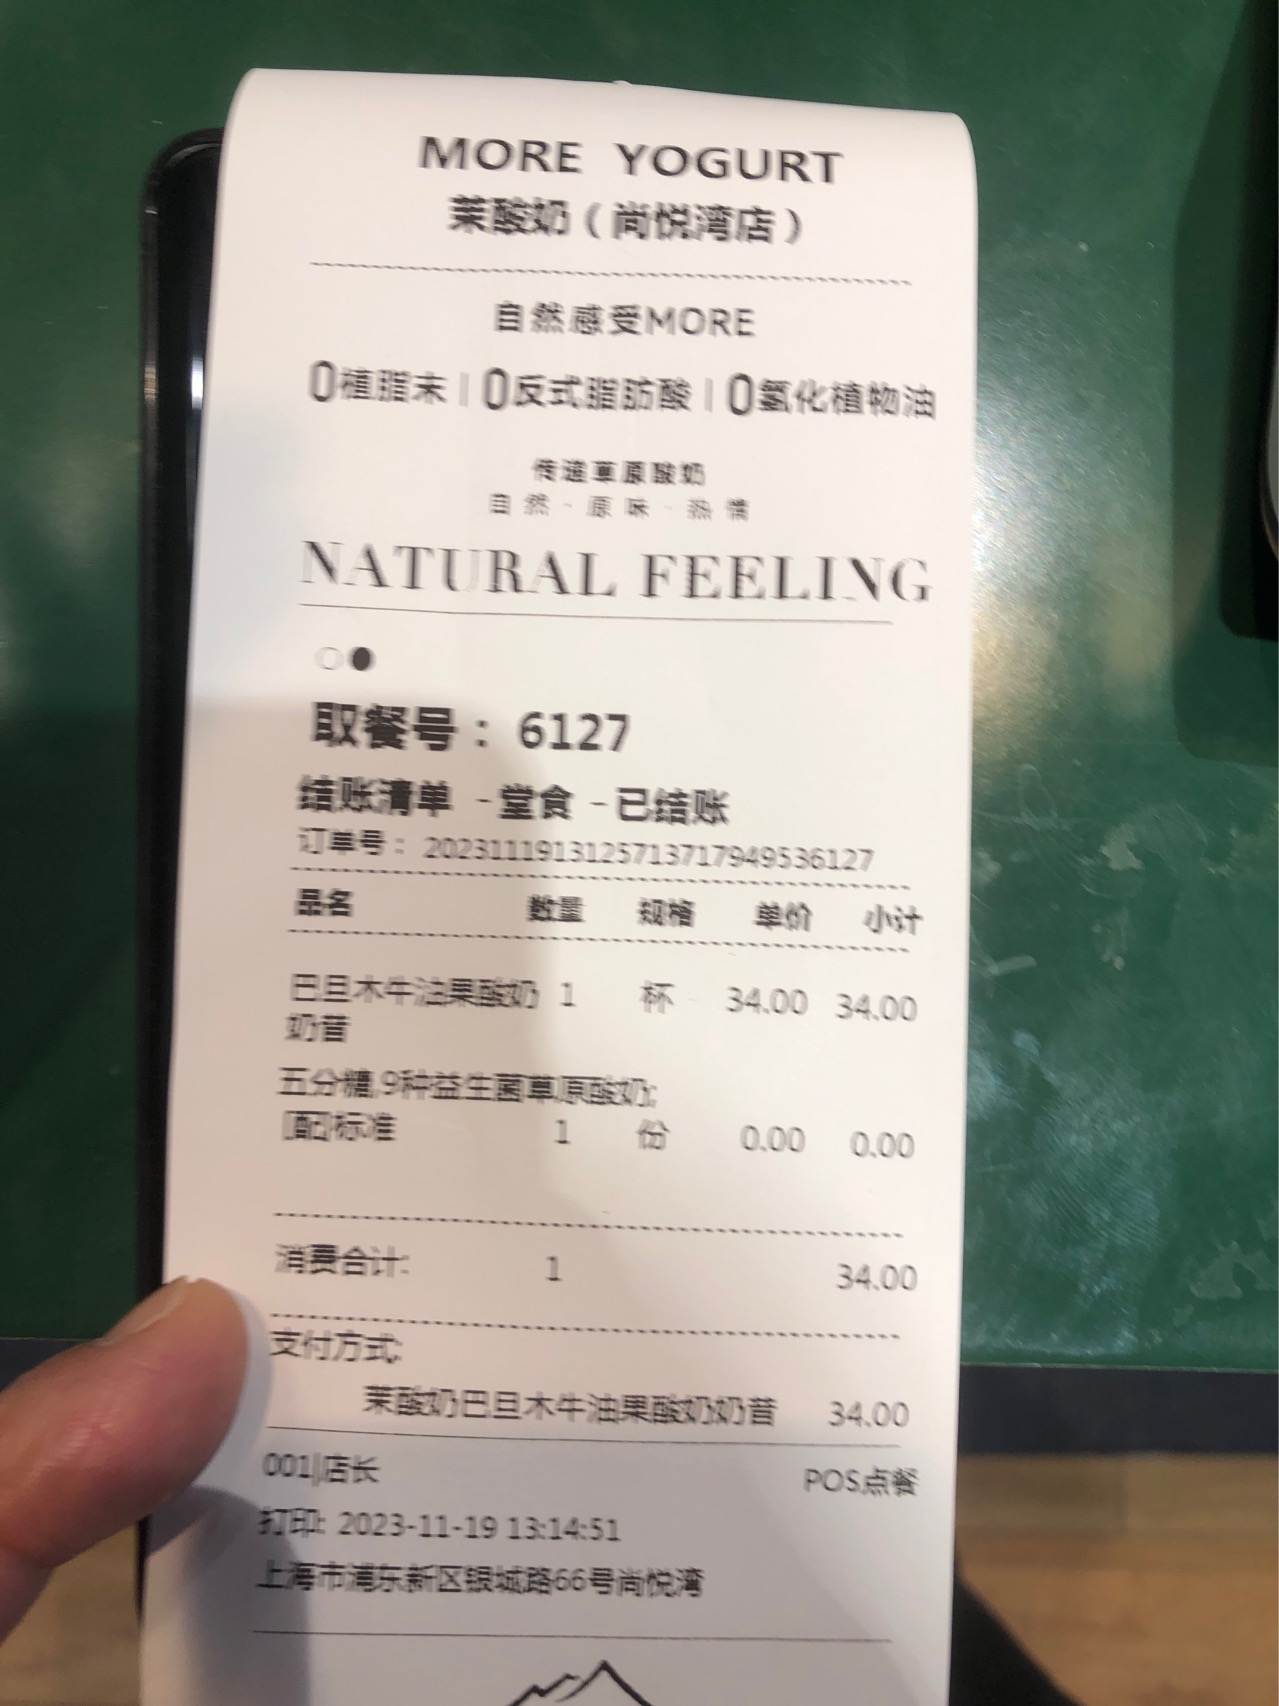 MORE YOGURT
茉酸奶（尚悦湾店）
自然感受MORE
0植脂末 | 0反式脂肪酸 | 0氢化植物油
传递草原酸奶
自然·原味·热情
NATURAL FEELING
取餐号：6127
结账清单 -堂食 -已结账
订单号：2023111913125713717949536127
品名 数量 规格 单价 小计
巴旦木牛油果酸奶 1 杯 34.00 34.00
奶昔
五分糖,9种益生菌草原酸奶;
[配]标准 1 份 0.00 0.00
消费合计: 1 34.00
支付方式:
茉酸奶巴旦木牛油果酸奶奶昔 34.00
001|店长 POS点餐
打印: 2023-11-19 13:14:51
上海市浦东新区银城路66号尚悦湾